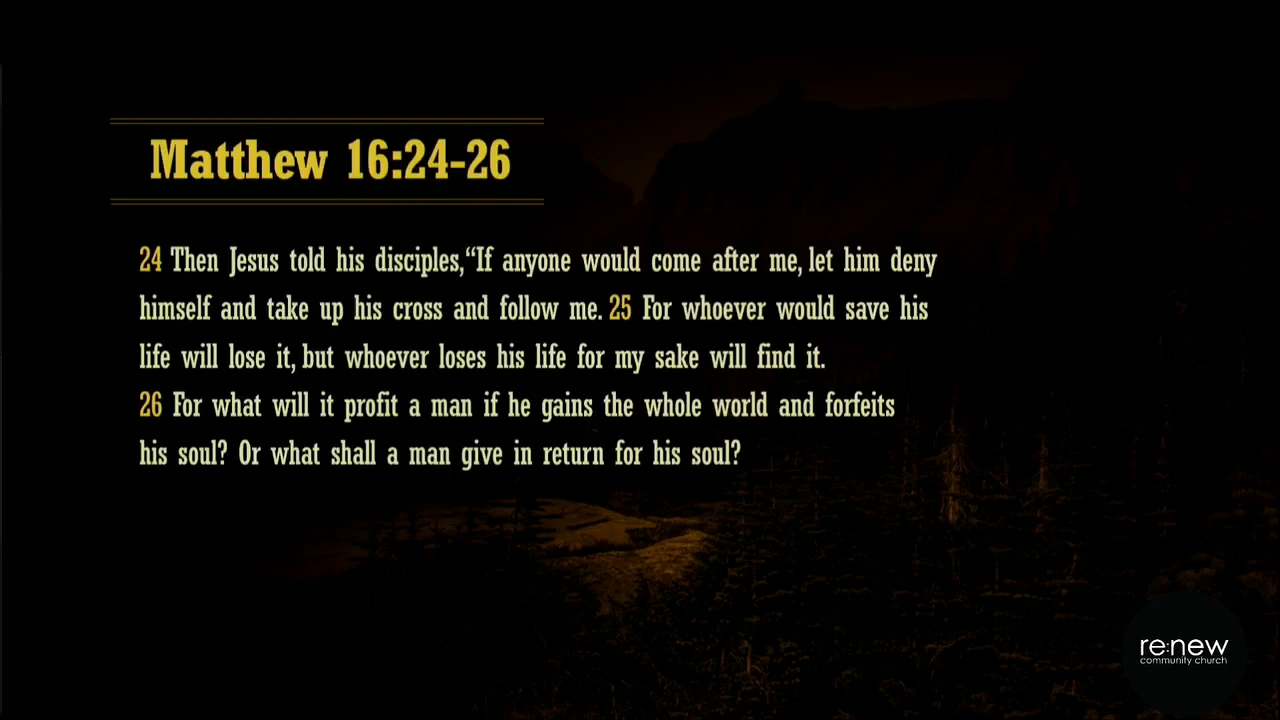 Matthew 16:24-26
24 Then Jesus told his disciples,“If anyone would come after me, let him deny
himself and take up his cross and follow me. 25 For whoever would save his
life will lose it, but whoever loses his life for my sake will find it.
26 For what will it profit a man if he gains the whole world and forfeits
his soul? Or what shall a man give in return for his soul?
re:new
community church